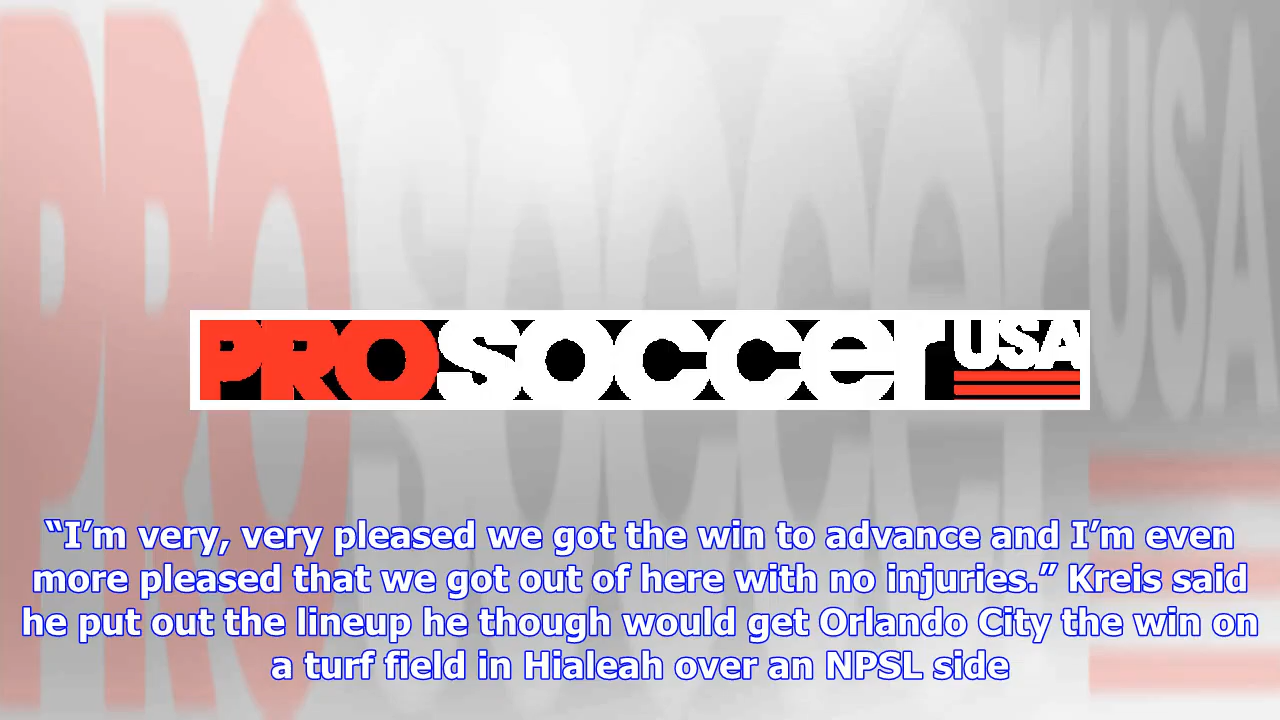 PROsoccer USA
“I’m very, very pleased we got the win to advance and I’m even
more pleased that we got out of here with no injuries.” Kreis said
he put out the lineup he though would get Orlando City the win on
a turf field in Hialeah over an NPSL side